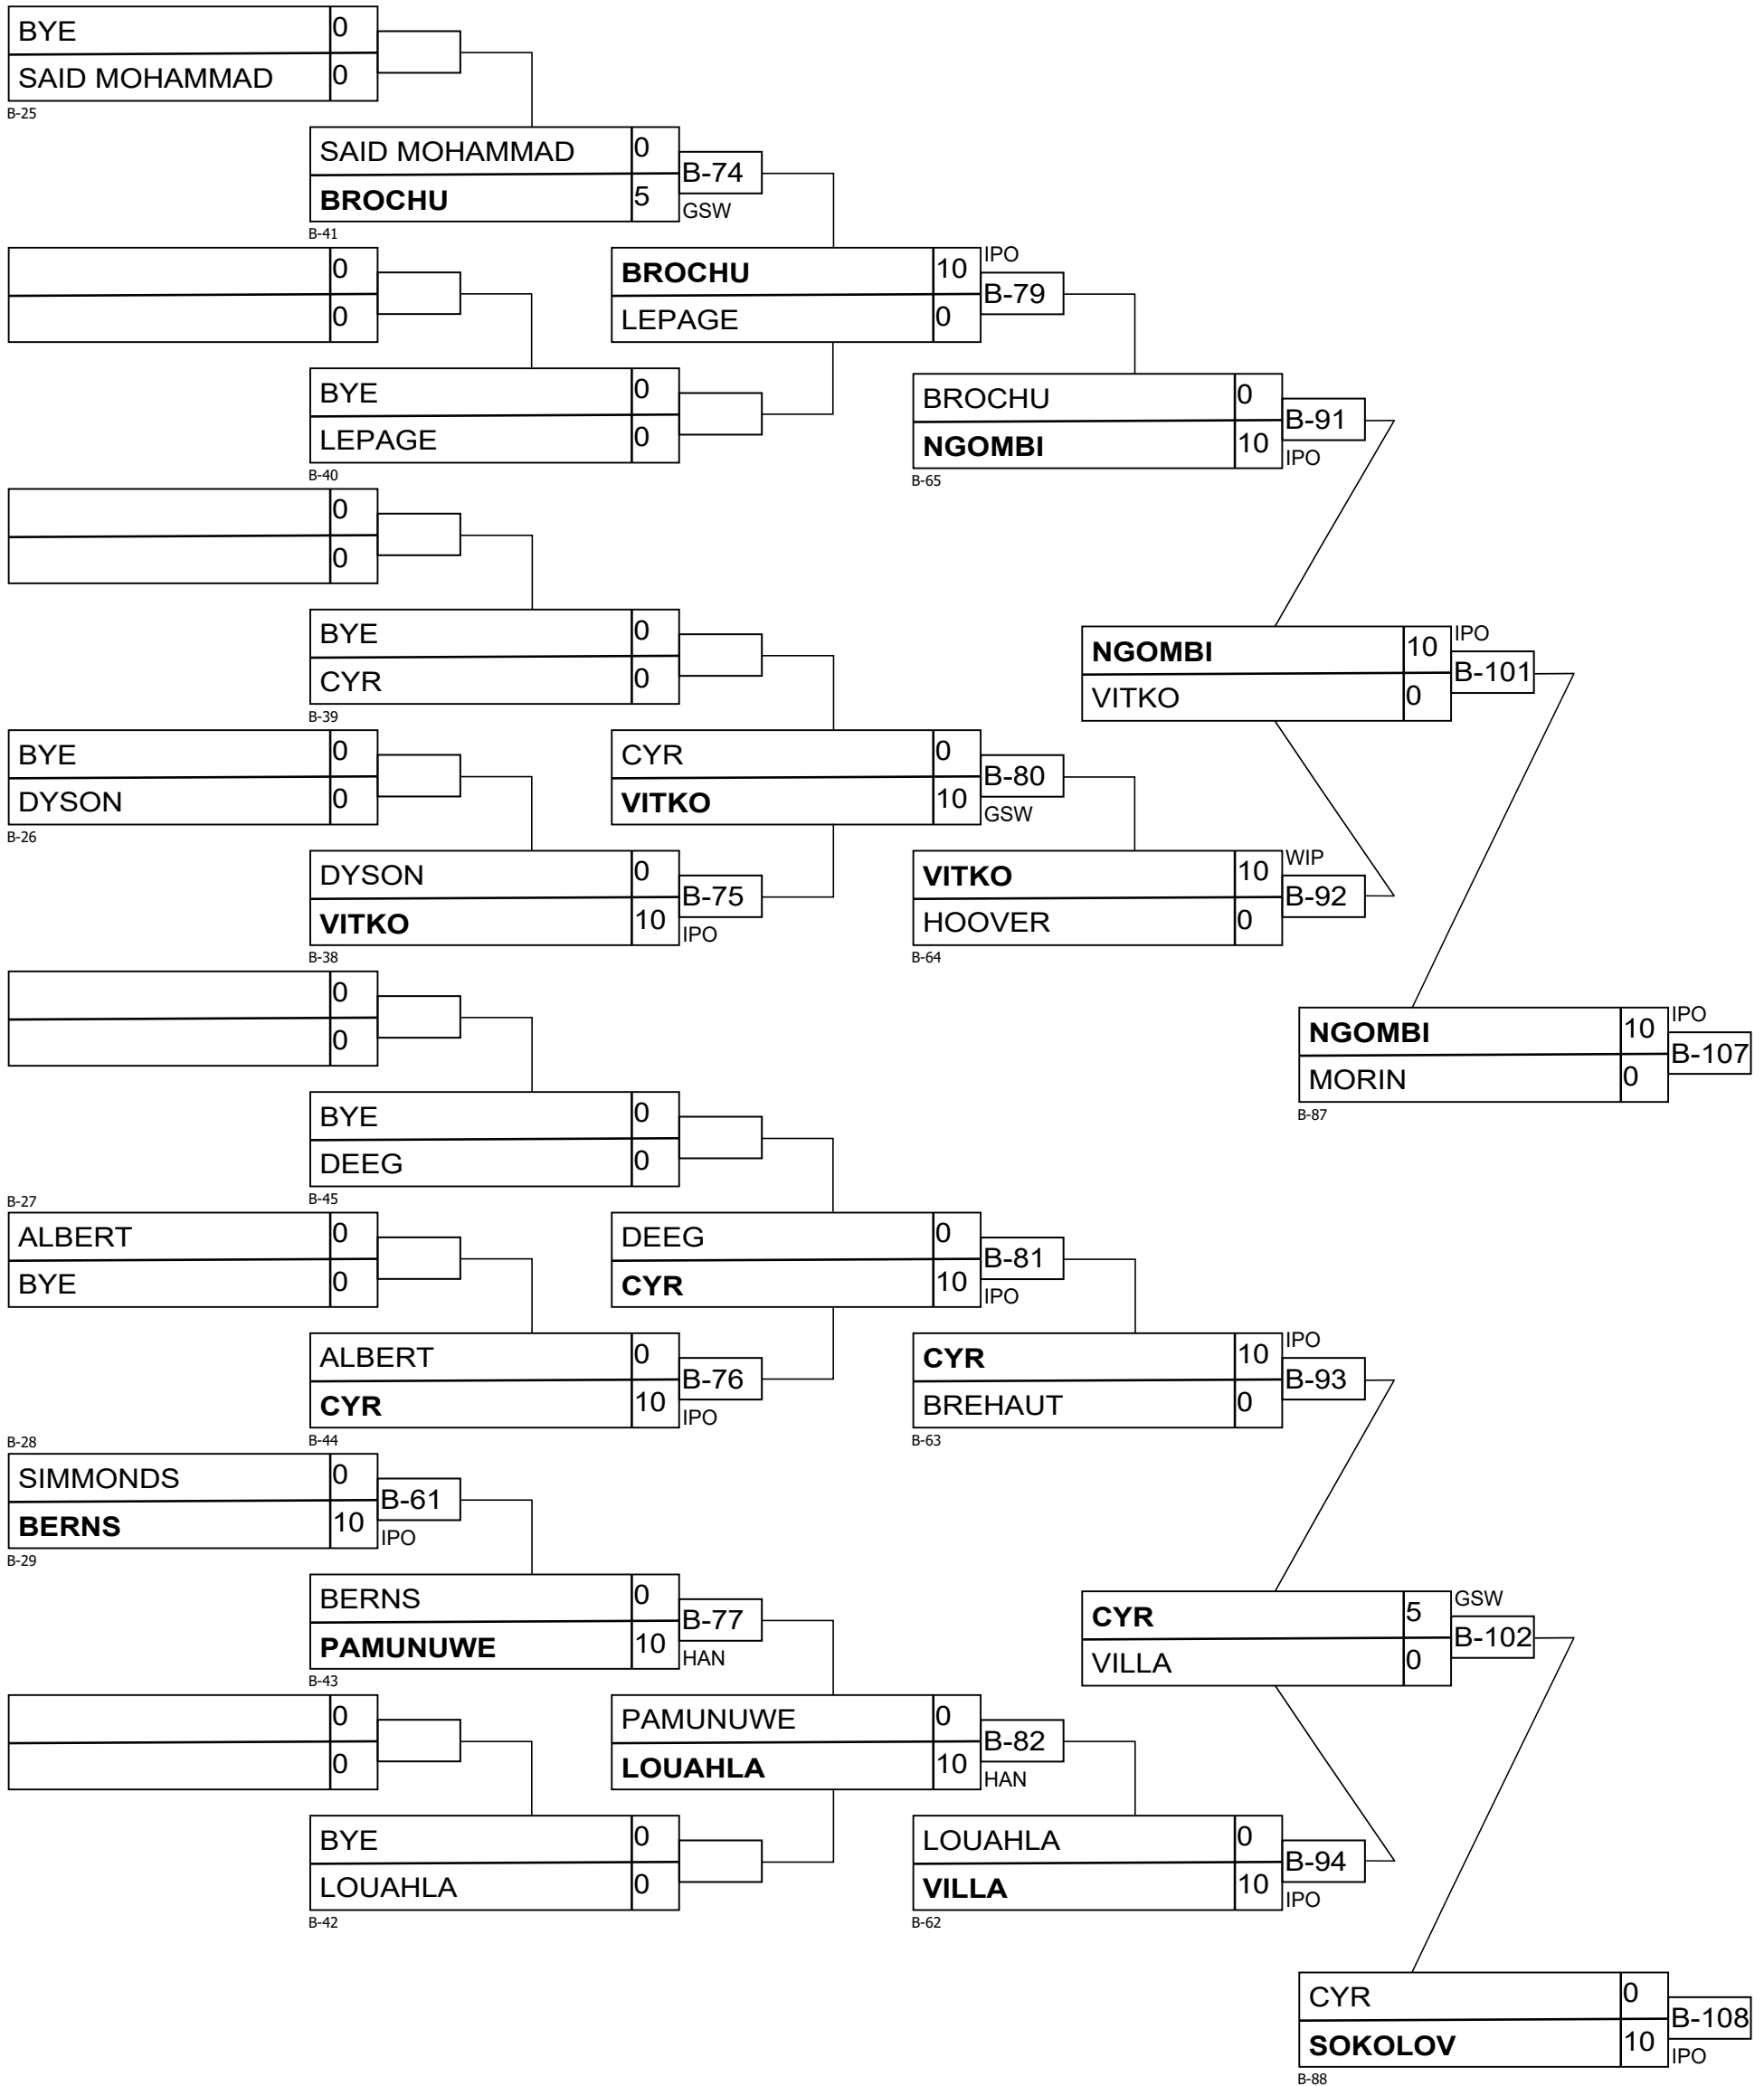 BYE 0
SAID MOHAMMAD 0
B-25
SAID MOHAMMAD 0
BROCHU 5
B-74
GSW
B-41
0
0
BROCHU 10
LEPAGE 0
IPO
B-79
BYE 0
LEPAGE 0
B-40
BROCHU 0
NGOMBI 10
B-91
IPO
B-65
0
0
BYE 0
CYR 0
B-39
NGOMBI 10
VITKO 0
IPO
B-101
BYE 0
DYSON 0
B-26
CYR 0
VITKO 10
B-80
GSW
DYSON 0
VITKO 10
B-75
IPO
B-38
VITKO 10
HOOVER 0
WIP
B-92
B-64
0
0
NGOMBI 10
MORIN 0
IPO
B-107
B-87
BYE 0
DEEG 0
B-45
B-27
ALBERT 0
BYE 0
DEEG 0
CYR 10
B-81
IPO
ALBERT 0
CYR 10
B-76
IPO
B-44
CYR 10
BREHAUT 0
IPO
B-93
B-63
B-28
SIMMONDS 0
BERNS 10
B-61
IPO
B-29
BERNS 0
PAMUNUWE 10
B-77
HAN
B-43
CYR 5
VILLA 0
GSW
B-102
0
0
PAMUNUWE 0
LOUAHLA 10
B-82
HAN
BYE 0
LOUAHLA 0
B-42
LOUAHLA 0
VILLA 10
B-94
IPO
B-62
CYR 0
SOKOLOV 10
B-108
IPO
B-88